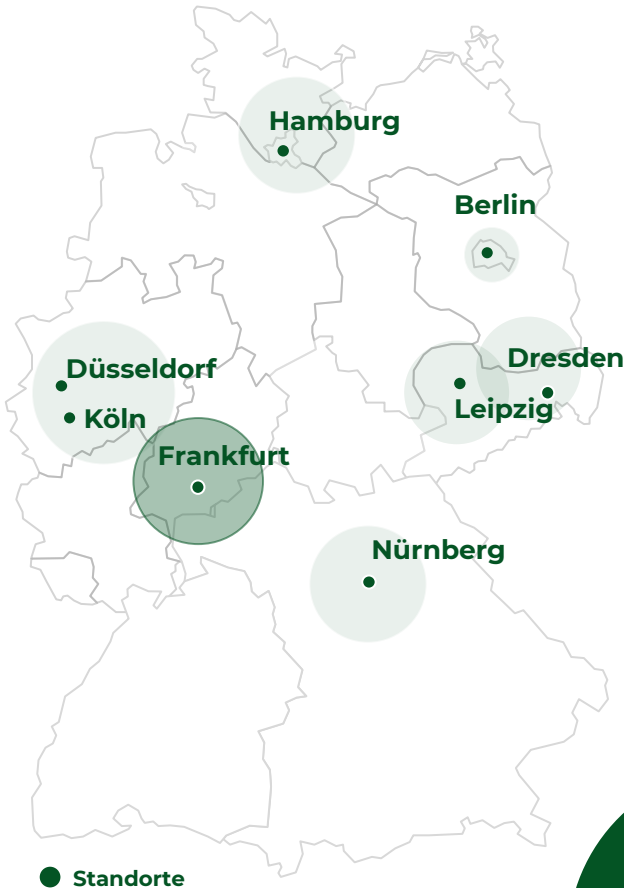 Hamburg
Berlin
Düsseldorf
Dresden
Köln
Leipzig
Frankfurt
Nürnberg
Standorte